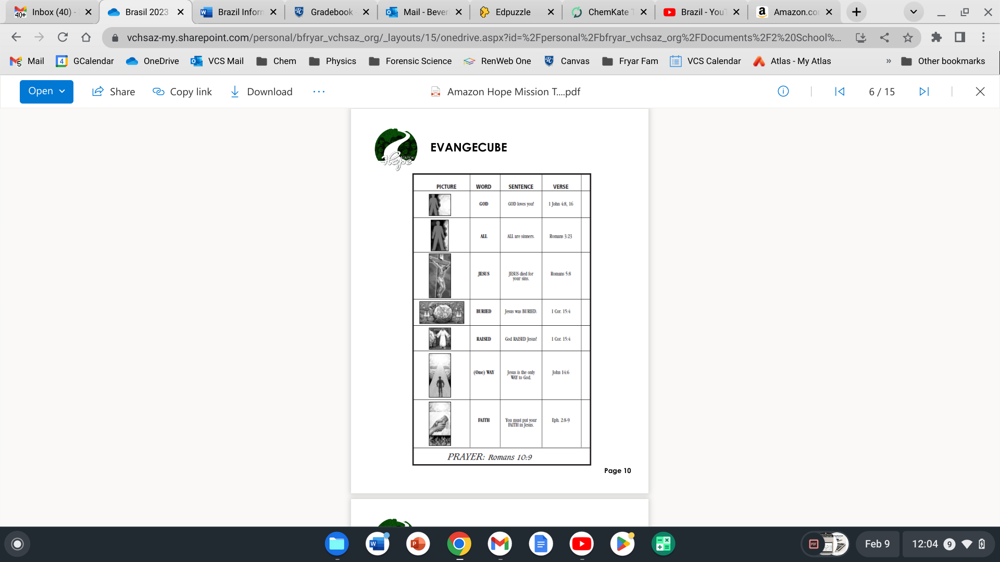 Inbox (40) -
Brasil 2023
Brazil Inforn
Gradebook -
Mail - Bever
Edpuzzle
ChemKate T
Brazil - YouT
Amazon.co
vchsaz-my.sharepoint.com/personal/bfryar_vchsaz_org/_layouts/15/onedrive.aspx?id=%2Fpersonal%2Fbfryar_vchsaz_org%2FDocuments%2F2%20School%...
Mail
GCalendar
OneDrive
VCS Mail
Chem
Physics
Forensic Science
RenWeb One
Canvas
Fryar Fam
VCS Calendar
Atlas - My Atlas
»
Other bookmarks
Open
Share
Copy link
Download
...
Amazon Hope Mission T....pdf
6 / 15
Hope
EVANGECUBE
PICTURE WORD SENTENCE VERSE
GOD GOD loves you! 1 John 4:8, 16
ALL ALL are sinners. Romans 3:23
JESUS JESUS died for Romans 5:8
your sins.
BURIED Jesus was BURIED. 1 Cor. 15:4
RAISED God RAISED Jesus! 1 Cor. 15:4
(One) WAY Jesus is the only John 14:6
WAY to God.
FAITH You must put your Eph. 2:8-9
FAITH in Jesus.
PRAYER: Romans 10:9
Page 10
Feb 9
12:04
9